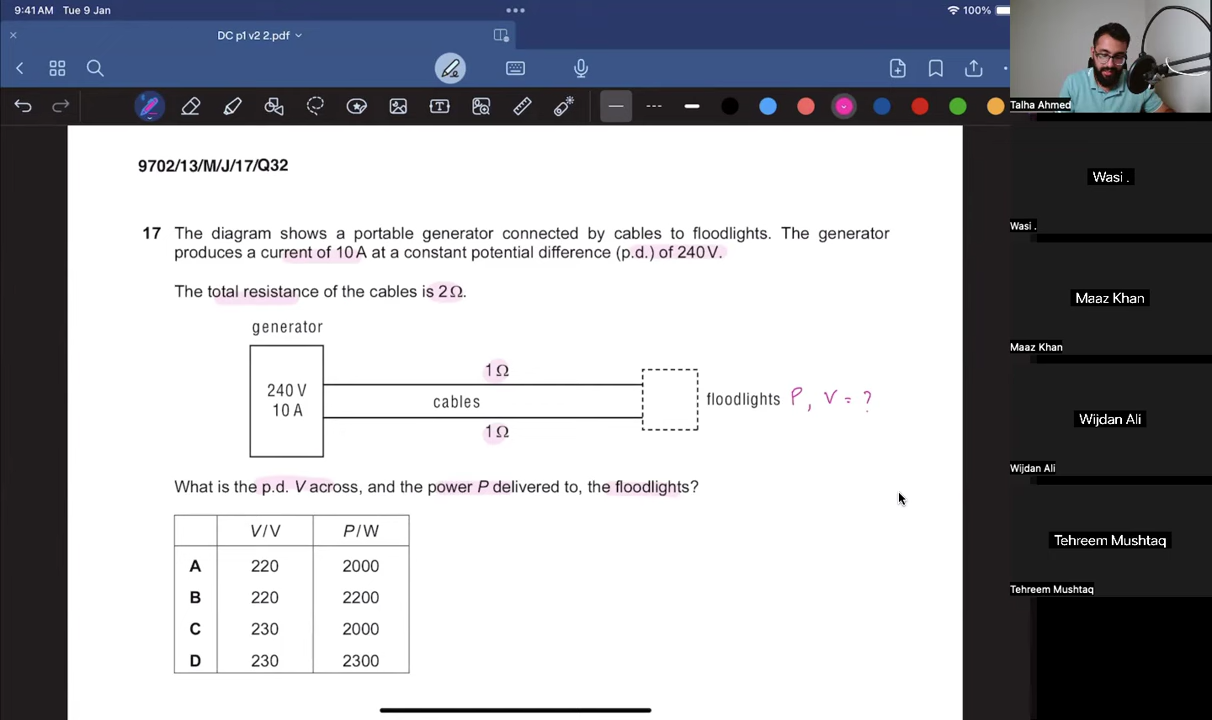 9:41 AM Tue 9 Jan
100%
DC p1 v2 2.pdf
Talha Ahmed
9702/13/M/J/17/Q32
17 The diagram shows a portable generator connected by cables to floodlights. The generator
produces a current of 10 A at a constant potential difference (p.d.) of 240 V.
The total resistance of the cables is 2 Ω.
generator
240 V
10 A
1 Ω
cables
1 Ω
floodlights P, V = ?
What is the p.d. V across, and the power P delivered to, the floodlights?
V / V P / W
A 220 2000
B 220 2200
C 230 2000
D 230 2300
Wasi .
Wasi .
Maaz Khan
Maaz Khan
Wijdan Ali
Wijdan Ali
Tehreem Mushtaq
Tehreem Mushtaq